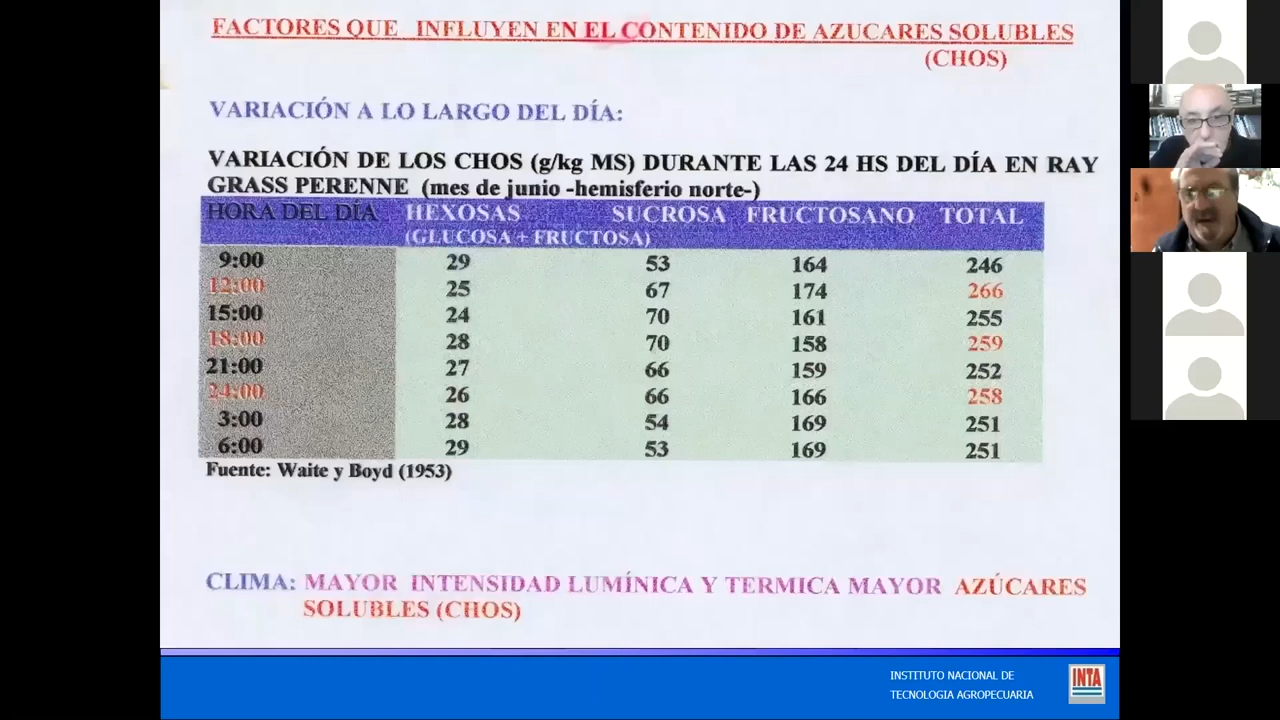 FACTORES QUE INFLUYEN EN EL CONTENIDO DE AZUCARES SOLUBLES
(CHOS)
VARIACIÓN A LO LARGO DEL DÍA:
VARIACIÓN DE LOS CHOS (g/kg MS) DURANTE LAS 24 HS DEL DÍA EN RAY
GRASS PERENNE (mes de junio -hemisferio norte-)
HORA DEL DÍA HEXOSAS SUCROSA FRUCTOSANO TOTAL
(GLUCOSA + FRUCTOSA)
9:00 29 53 164 246
12:00 25 67 174 266
15:00 24 70 161 255
18:00 28 70 158 259
21:00 27 66 159 252
24:00 26 66 166 258
3:00 28 54 169 251
6:00 29 53 169 251
Fuente: Waite y Boyd (1953)
CLIMA: MAYOR INTENSIDAD LUMÍNICA Y TERMICA MAYOR AZÚCARES
SOLUBLES (CHOS)
INSTITUTO NACIONAL DE
TECNOLOGIA AGROPECUARIA
INTA